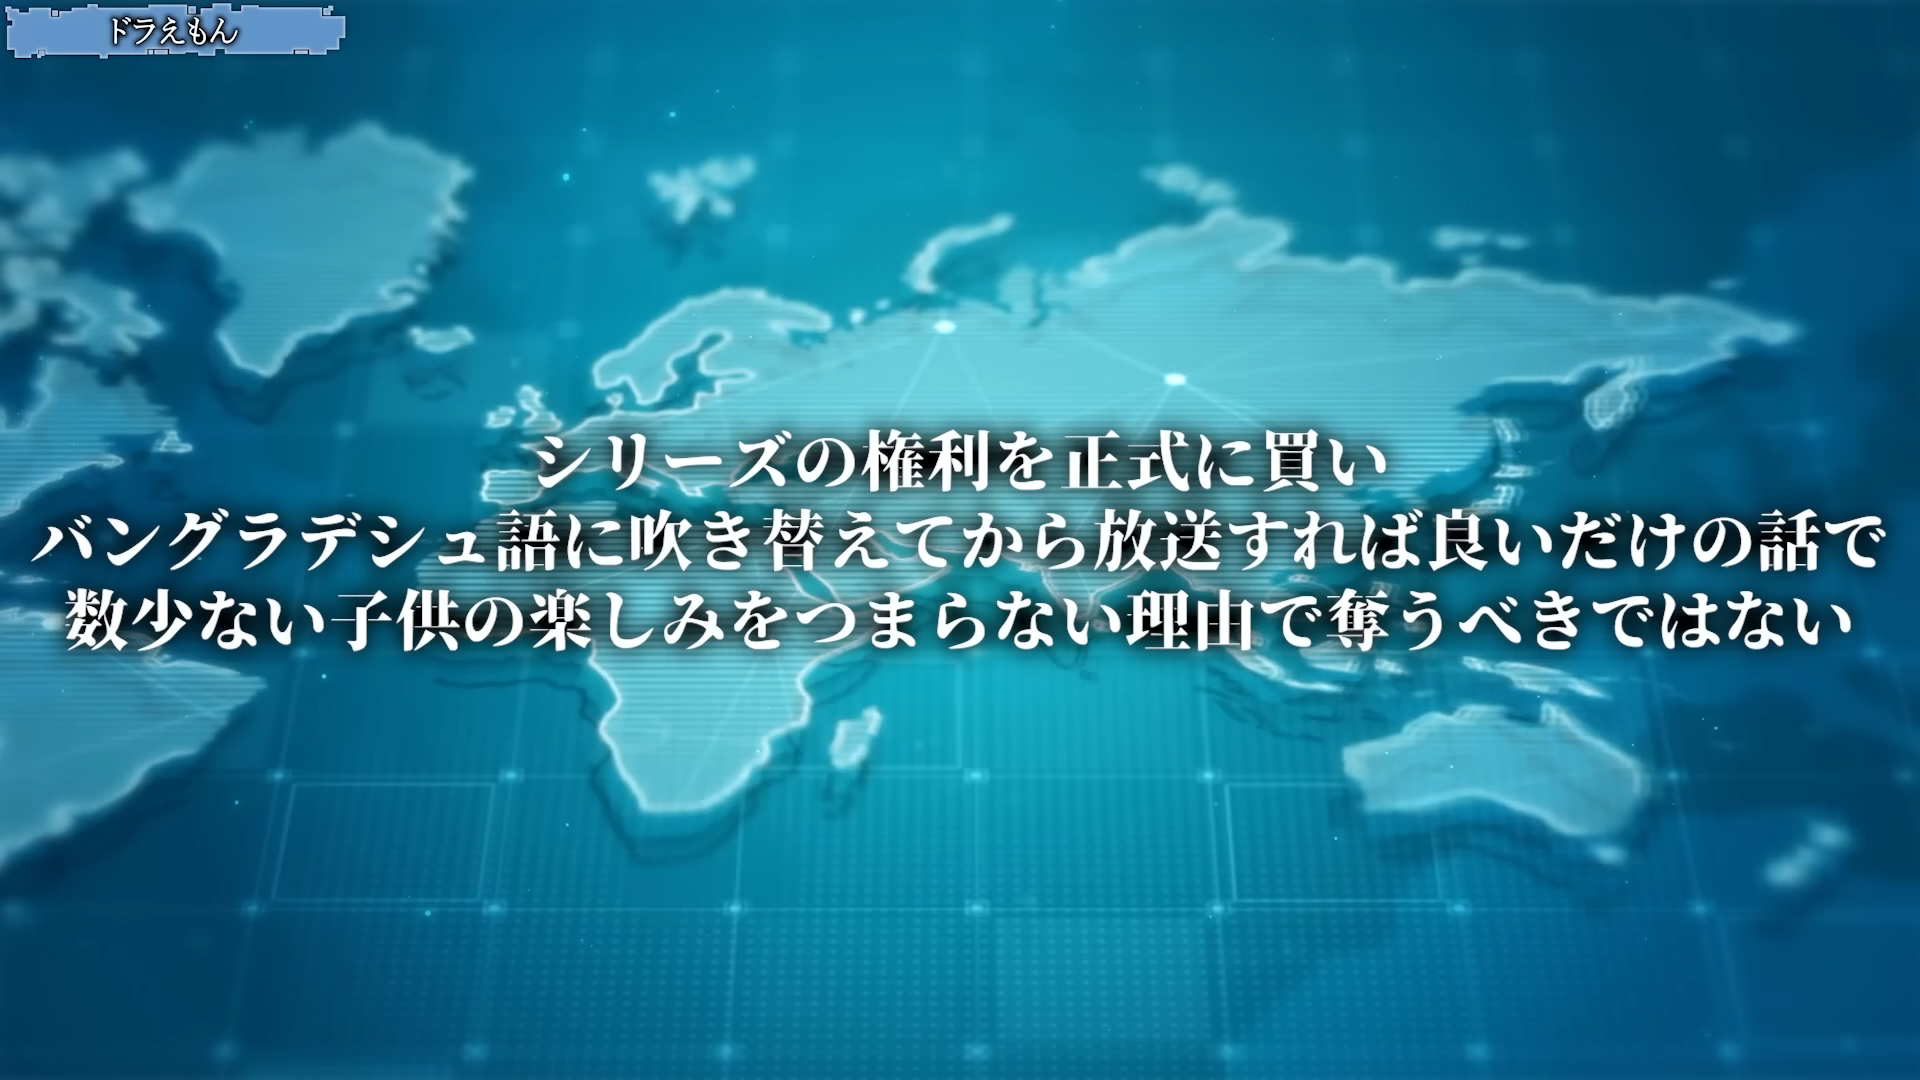 ドラえもん
シリーズの権利を正式に買い
バングラデシュ語に吹き替えてから放送すれば良いだけの話で
数少ない子供の楽しみをつまらない理由で奪うべきではない